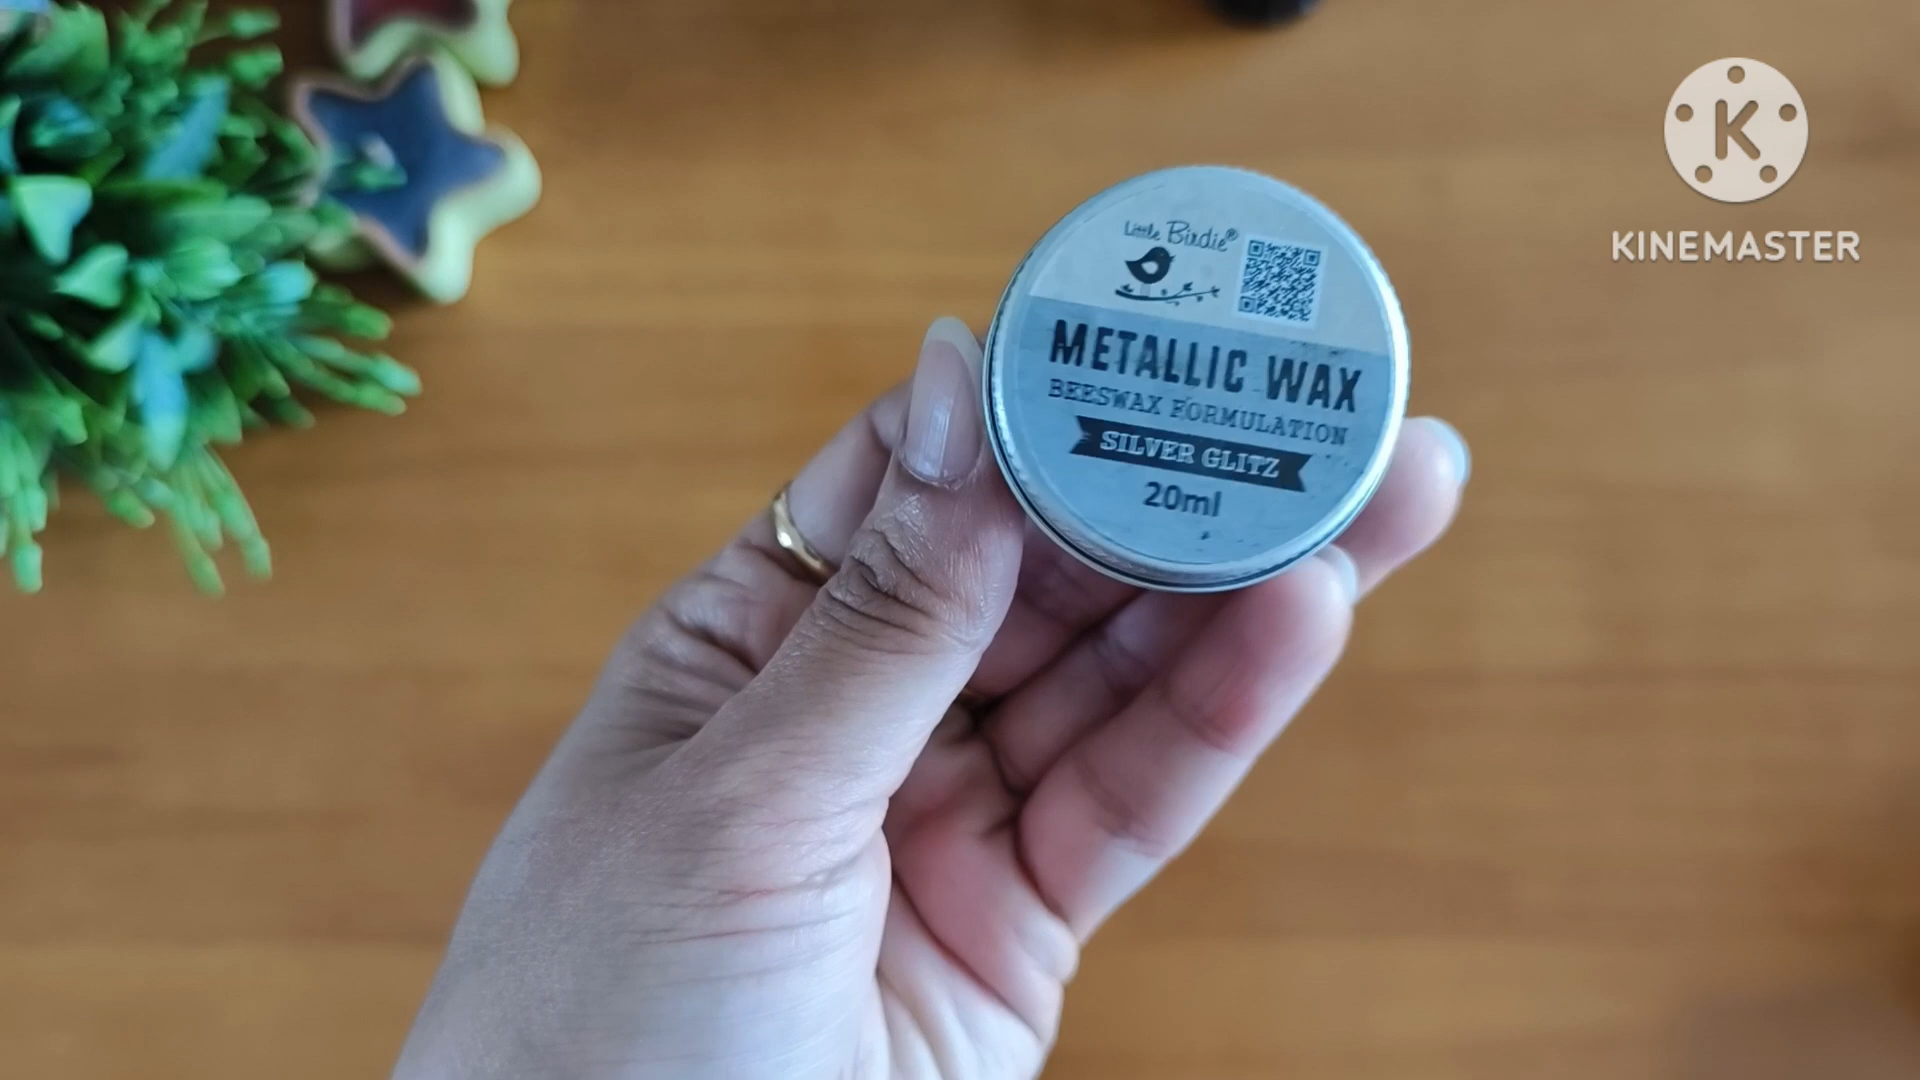 Little Birdie®
METALLIC WAX
BEESWAX FORMULATION
SILVER GLITZ
20ml
K
KINEMASTER